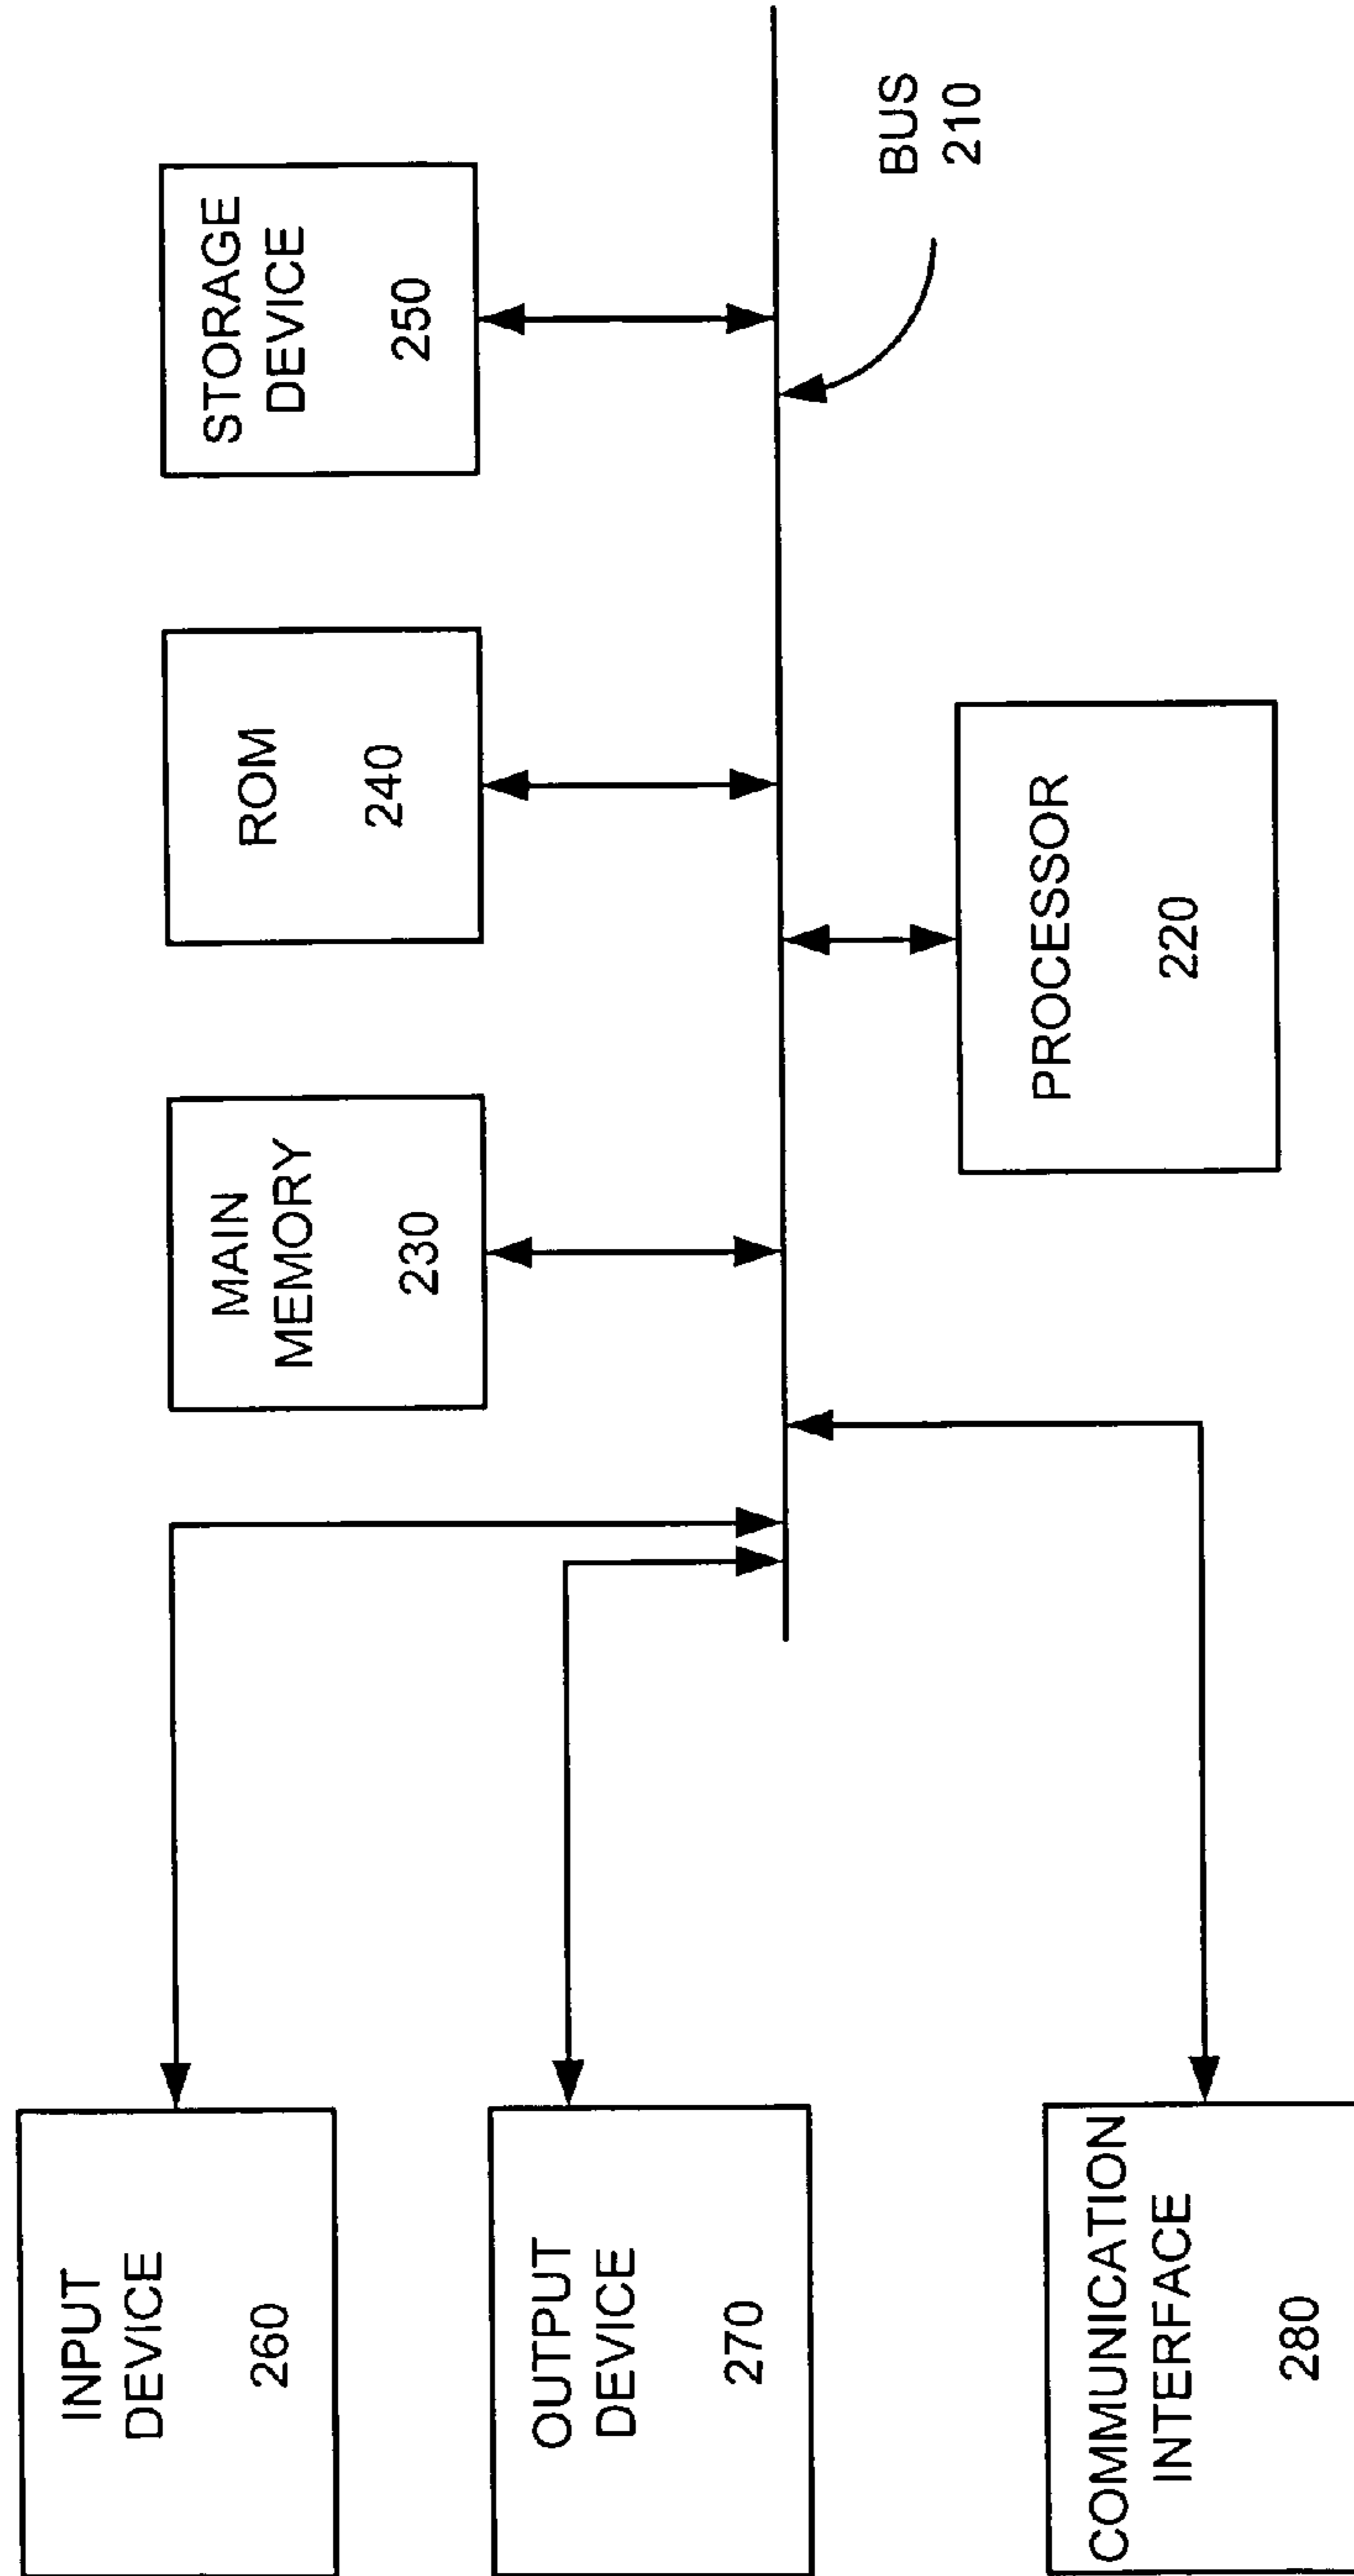 INPUT
DEVICE
260
OUTPUT
DEVICE
270
COMMUNICATION
INTERFACE
280
MAIN
MEMORY
230
ROM
240
STORAGE
DEVICE
250
PROCESSOR
220
BUS
210